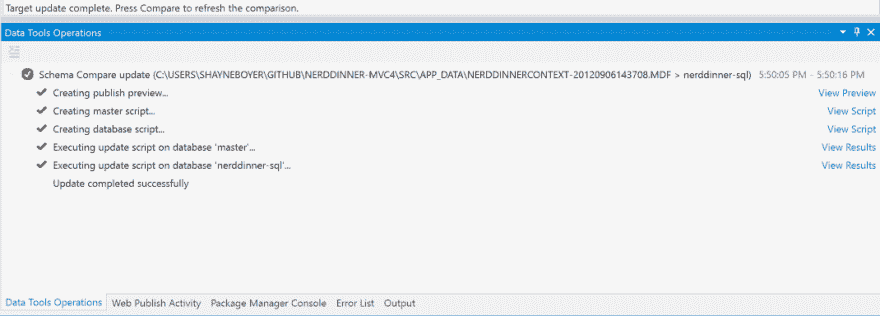 Target update complete. Press Compare to refresh the comparison.
Data Tools Operations
Schema Compare update (C:\USERS\SHAYNEBOYER\GITHUB\NERDDINNER-MVC4\SRC\APP_DATA\NERDDINNERCONTEXT-20120906143708.MDF > nerddinner-sql) 5:50:05 PM - 5:50:16 PM
Creating publish preview... View Preview
Creating master script... View Script
Creating database script... View Script
Executing update script on database 'master'... View Results
Executing update script on database 'nerddinner-sql'... View Results
Update completed successfully
Data Tools Operations Web Publish Activity Package Manager Console Error List Output